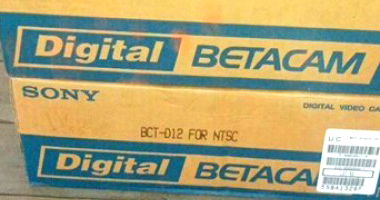 Digital BETACAM
SONY
DIGITAL VIDEO CA
BCT-D12 FOR NTSC
Digital BETACAM